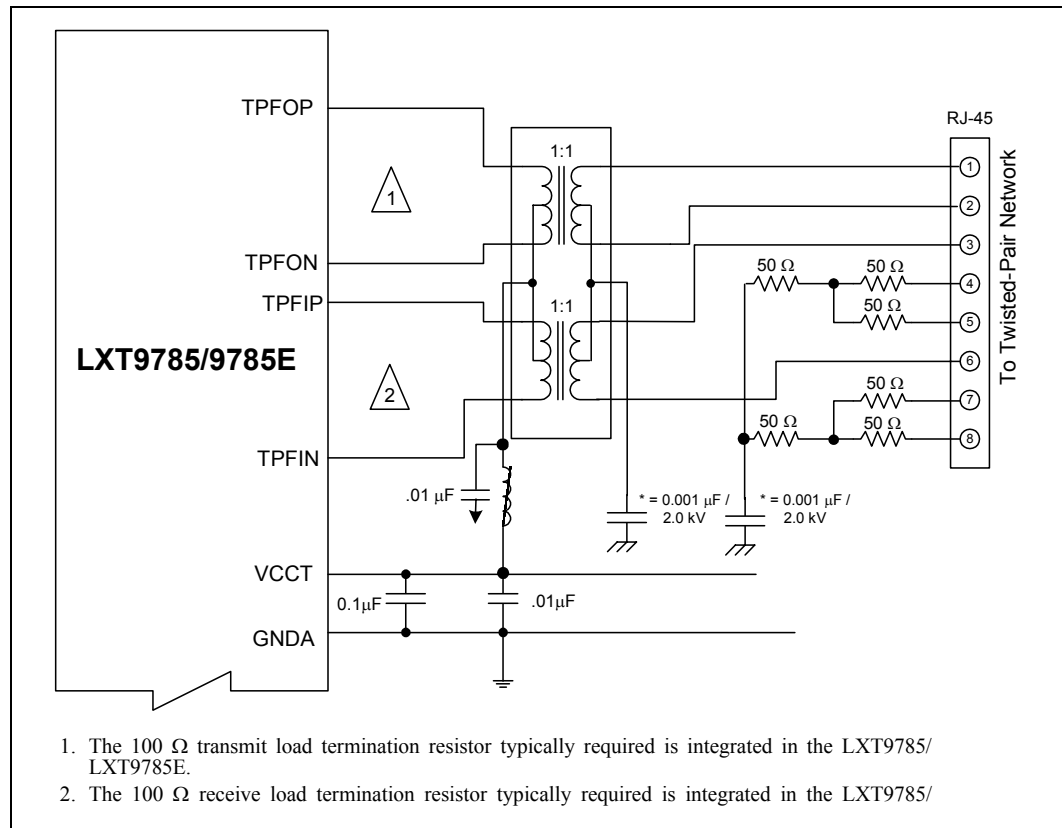 TPFOP
RJ-45
1:1
1
1
2
To Twisted-Pair Network
TPFON
3
TPFIP
50 Ω
50 Ω
4
1:1
50 Ω
5
LXT9785/9785E
2
6
50 Ω
7
50 Ω
50 Ω
8
TPFIN
.01 μF
* = 0.001 μF /
2.0 kV
* = 0.001 μF /
2.0 kV
VCCT
0.1μF
.01μF
GNDA
1. The 100 Ω transmit load termination resistor typically required is integrated in the LXT9785/
LXT9785E.
2. The 100 Ω receive load termination resistor typically required is integrated in the LXT9785/